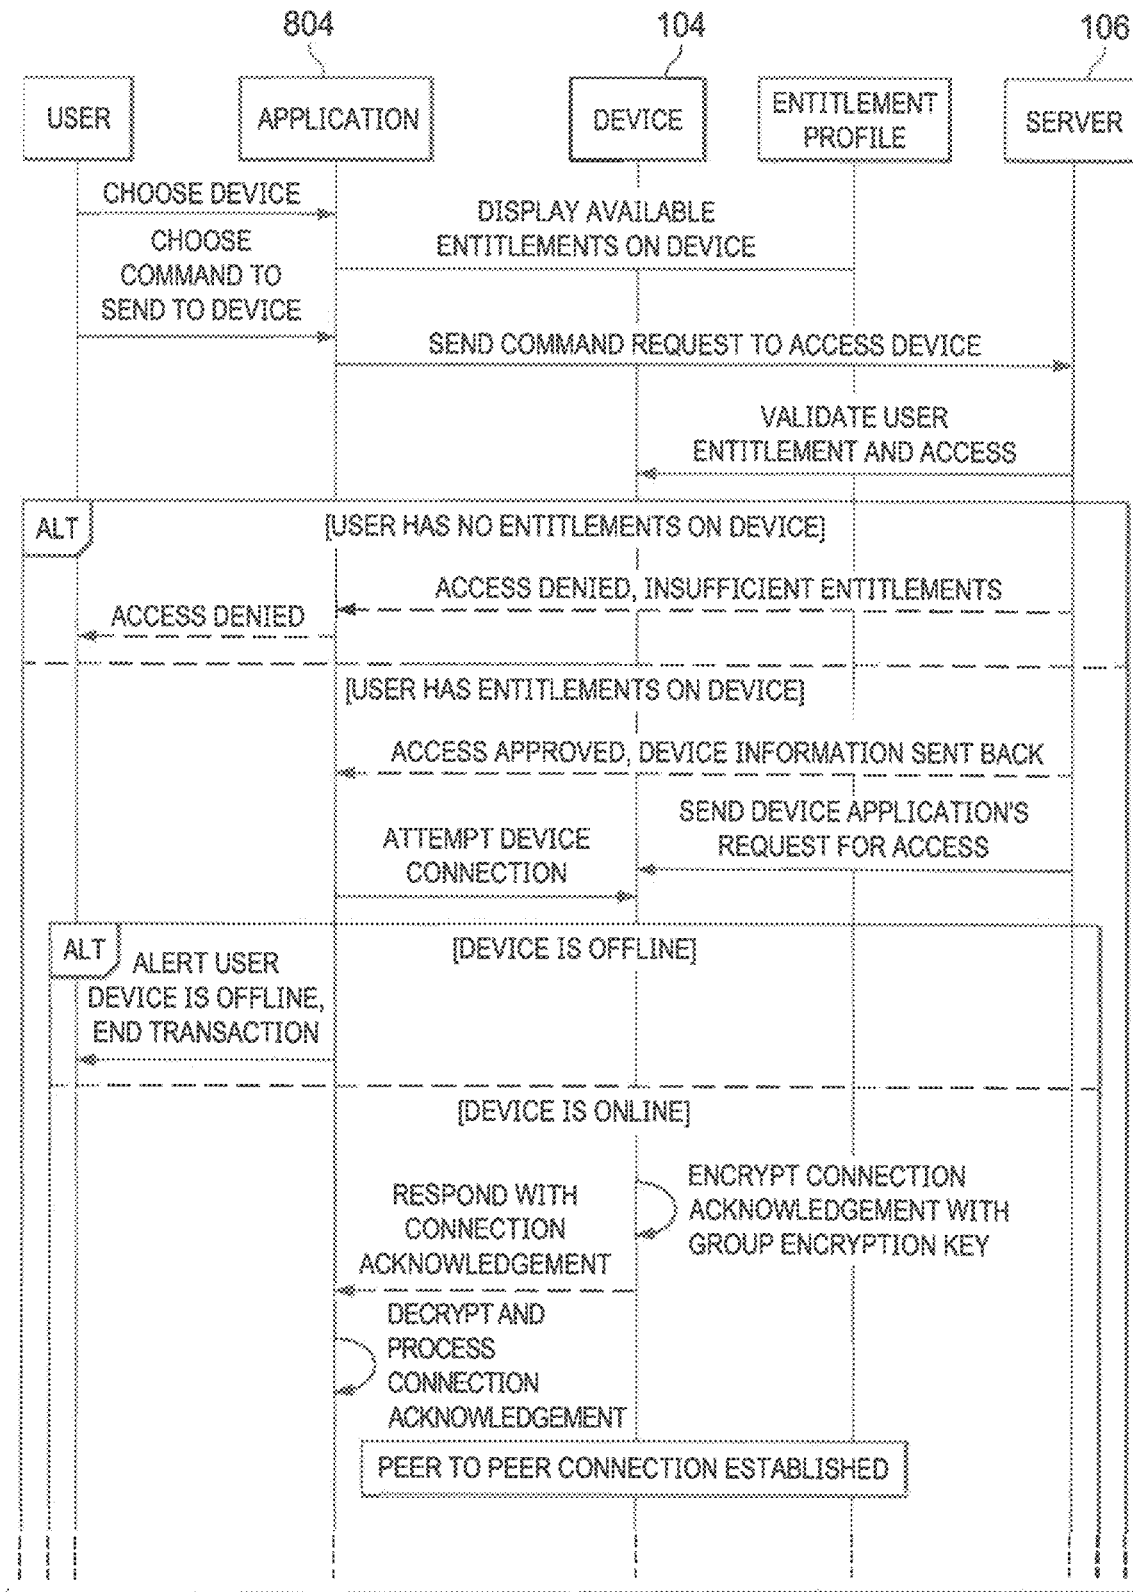 804
104
106
USER
APPLICATION
DEVICE
ENTITLEMENT
PROFILE
SERVER
CHOOSE DEVICE
DISPLAY AVAILABLE
ENTITLEMENTS ON DEVICE
CHOOSE
COMMAND TO
SEND TO DEVICE
SEND COMMAND REQUEST TO ACCESS DEVICE
VALIDATE USER
ENTITLEMENT AND ACCESS
ALT
[USER HAS NO ENTITLEMENTS ON DEVICE]
ACCESS DENIED, INSUFFICIENT ENTITLEMENTS
ACCESS DENIED
[USER HAS ENTITLEMENTS ON DEVICE]
ACCESS APPROVED, DEVICE INFORMATION SENT BACK
SEND DEVICE APPLICATION'S
REQUEST FOR ACCESS
ATTEMPT DEVICE
CONNECTION
ALT
[DEVICE IS OFFLINE]
ALERT USER
DEVICE IS OFFLINE,
END TRANSACTION
[DEVICE IS ONLINE]
ENCRYPT CONNECTION
ACKNOWLEDGEMENT WITH
GROUP ENCRYPTION KEY
RESPOND WITH
CONNECTION
ACKNOWLEDGEMENT
DECRYPT AND
PROCESS
CONNECTION
ACKNOWLEDGEMENT
PEER TO PEER CONNECTION ESTABLISHED